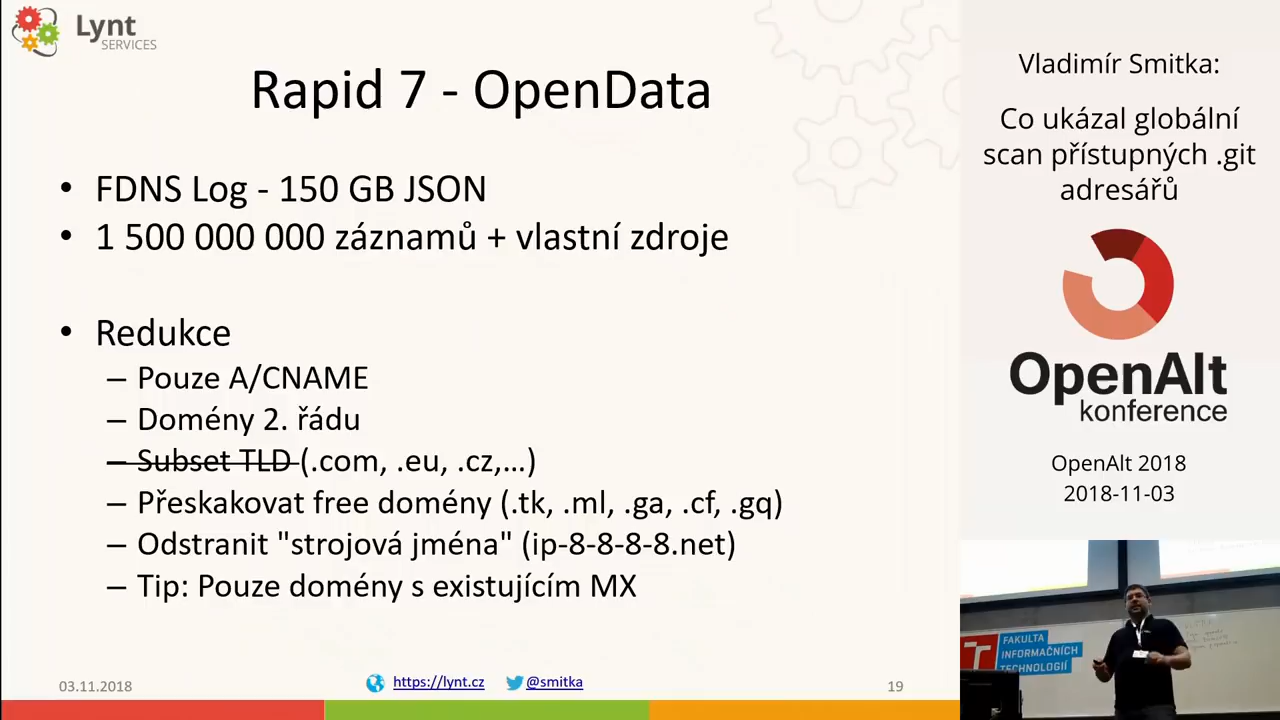 Lynt
SERVICES
Rapid 7 - OpenData
• FDNS Log - 150 GB JSON
• 1 500 000 000 záznamů + vlastní zdroje
• Redukce
– Pouze A/CNAME
– Domény 2. řádu
– Subset TLD (.com, .eu, .cz,...)
– Přeskakovat free domény (.tk, .ml, .ga, .cf, .gq)
– Odstranit "strojová jména" (ip-8-8-8-8.net)
– Tip: Pouze domény s existujícím MX
03.11.2018
https://lynt.cz
@smitka
19
Vladimír Smitka:
Co ukázal globální
scan přístupných .git
adresářů
OpenAlt
konference
OpenAlt 2018
2018-11-03
FAKULTA
INFORMAČNÍCH
TECHNOLOGIÍ